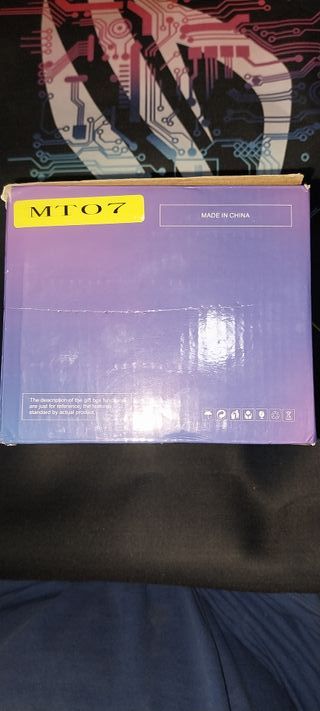 MT07
MADE IN CHINA
The description of the gift box functions
are just for reference, the features
standard by actual product.